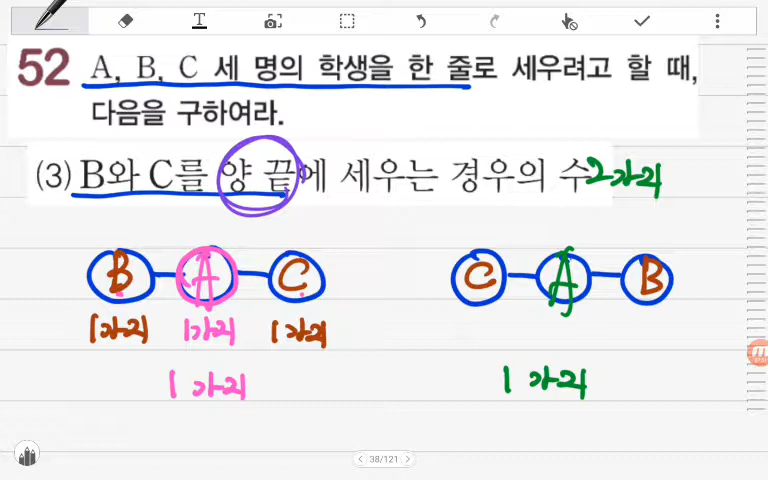 52 A, B, C 세 명의 학생을 한 줄로 세우려고 할 때,
다음을 구하여라.
(3) B와 C를 양 끝에 세우는 경우의 수 2가지
B A C C A B
1가지 1가지 1가지
1가지 1가지
38/121